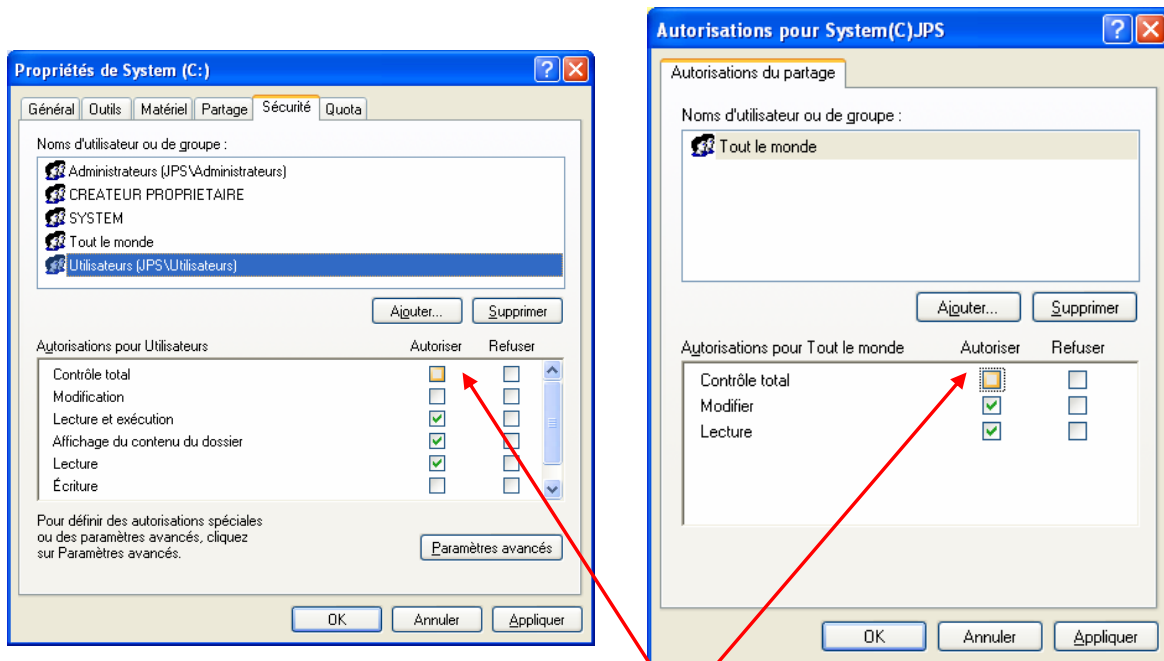 Propriétés de System (C:)
Général Outils Matériel Partage Sécurité Quota
Noms d'utilisateur ou de groupe :
Administrateurs (JPS\Administrateurs)
CREATEUR PROPRIETAIRE
SYSTEM
Tout le monde
Utilisateurs (JPS\Utilisateurs)
Ajouter... Supprimer
Autorisations pour Utilisateurs Autoriser Refuser
Contrôle total
Modification
Lecture et exécution
Affichage du contenu du dossier
Lecture
Écriture
Pour définir des autorisations spéciales
ou des paramètres avancés, cliquez
sur Paramètres avancés.
Paramètres avancés
OK Annuler Appliquer
Autorisations pour System(C)JPS
Autorisations du partage
Noms d'utilisateur ou de groupe :
Tout le monde
Ajouter... Supprimer
Autorisations pour Tout le monde Autoriser Refuser
Contrôle total
Modifier
Lecture
OK Annuler Appliquer